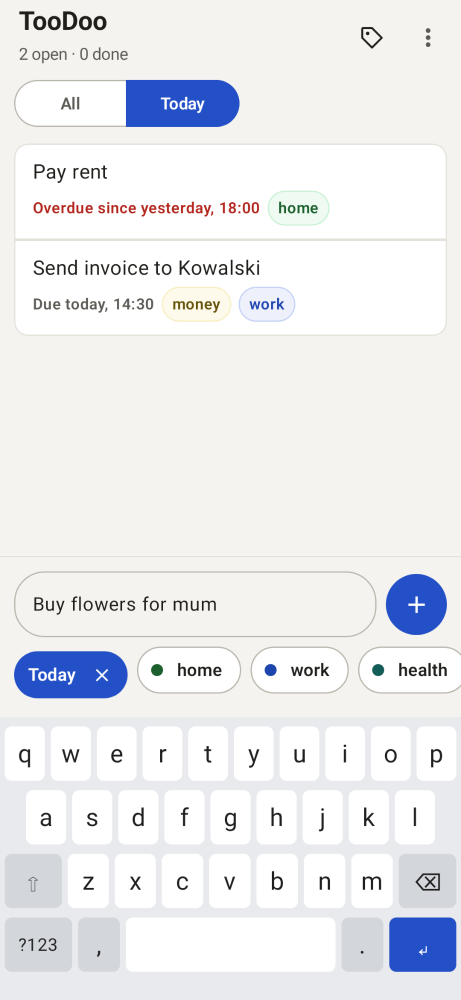 TooDoo
2 open · 0 done
All Today
Pay rent
Overdue since yesterday, 18:00 home
Send invoice to Kowalski
Due today, 14:30 money work
Buy flowers for mum
+
Today × home work health
q w e r t y u i o p
a s d f g h j k l
⇧ z x c v b n m ⌫
?123 , . ↵